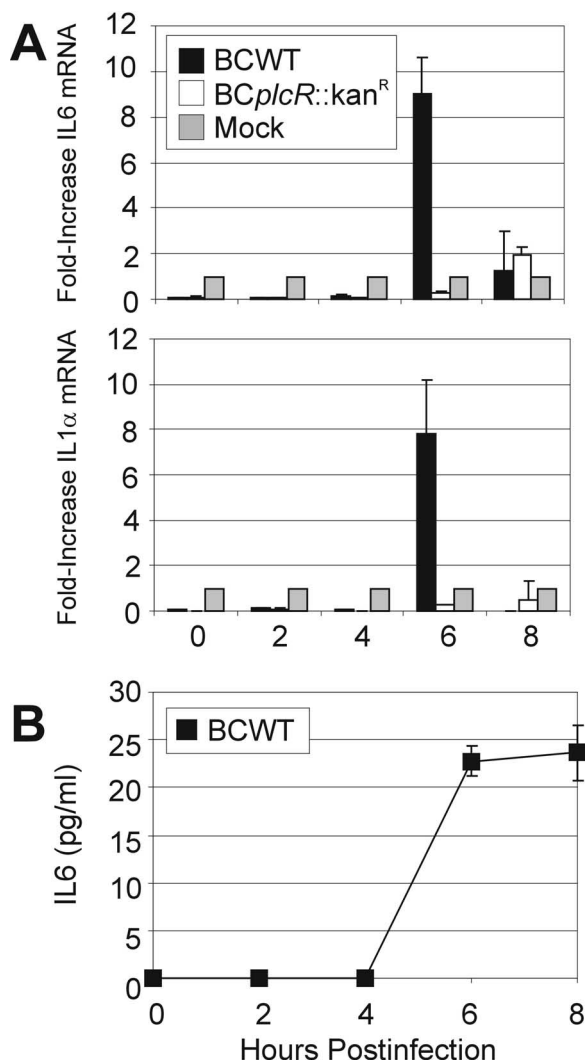 A
Fold-Increase IL6 mRNA
12
10
8
6
4
2
0
BCWT
BCplcR::kanᴿ
Mock
Fold-Increase IL1α mRNA
12
10
8
6
4
2
0
0 2 4 6 8
B
IL6 (pg/ml)
30
25
20
15
10
5
0
BCWT
0 2 4 6 8
Hours Postinfection